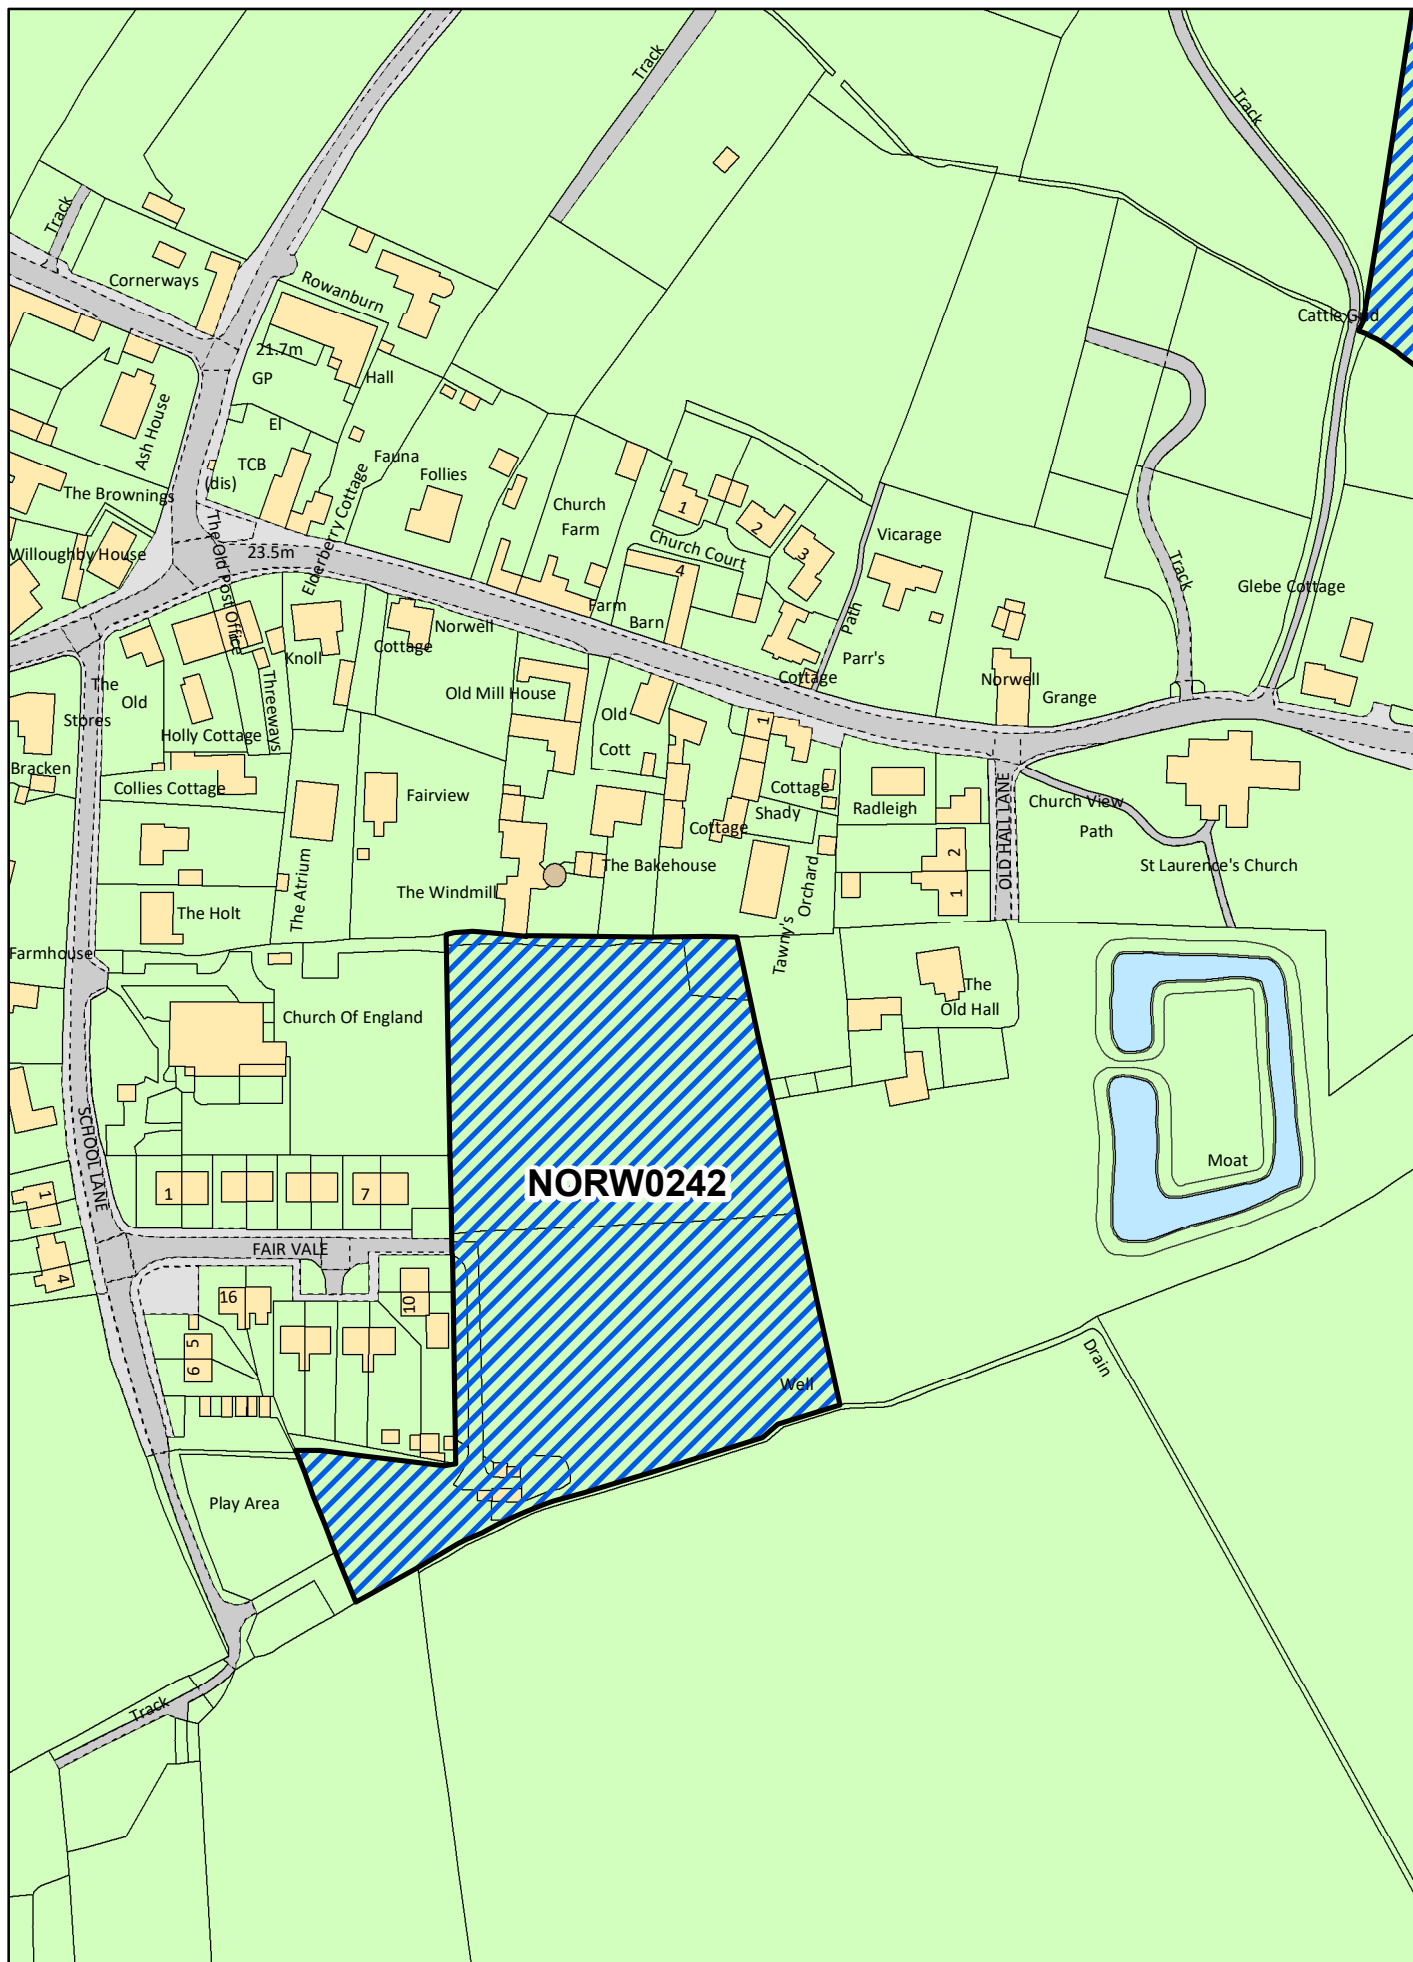 Track
Track
Track
Cornerways
Rowanburn
Cattle Grid
21.7m
GP
Hall
Ash House
El
TCB
(dis)
Fauna
Follies
Elderberry Cottage
The Brownings
Church
Farm
1
2
3
Church Court
4
Vicarage
Willoughby House
The Old Post Office
23.5m
Track
Glebe Cottage
Farm
Barn
Path
Norwell
Cottage
Knoll
Parr's
Cottage
The
Old
Stores
Threeways
Old Mill House
Norwell
Grange
Old
Cott
1
Holly Cottage
Bracken
Collies Cottage
Fairview
Cottage
Shady
Radleigh
OLD HALL LANE
Church View
Path
Cottage
2
1
The Bakehouse
St Laurence's Church
The Atrium
The Windmill
Orchard
The Holt
Tawny's
Farmhouse
The
Old Hall
Church Of England
SCHOOL LANE
Moat
NORW0242
1
7
1
4
FAIR VALE
16
10
5
6
Well
Drain
Play Area
Track